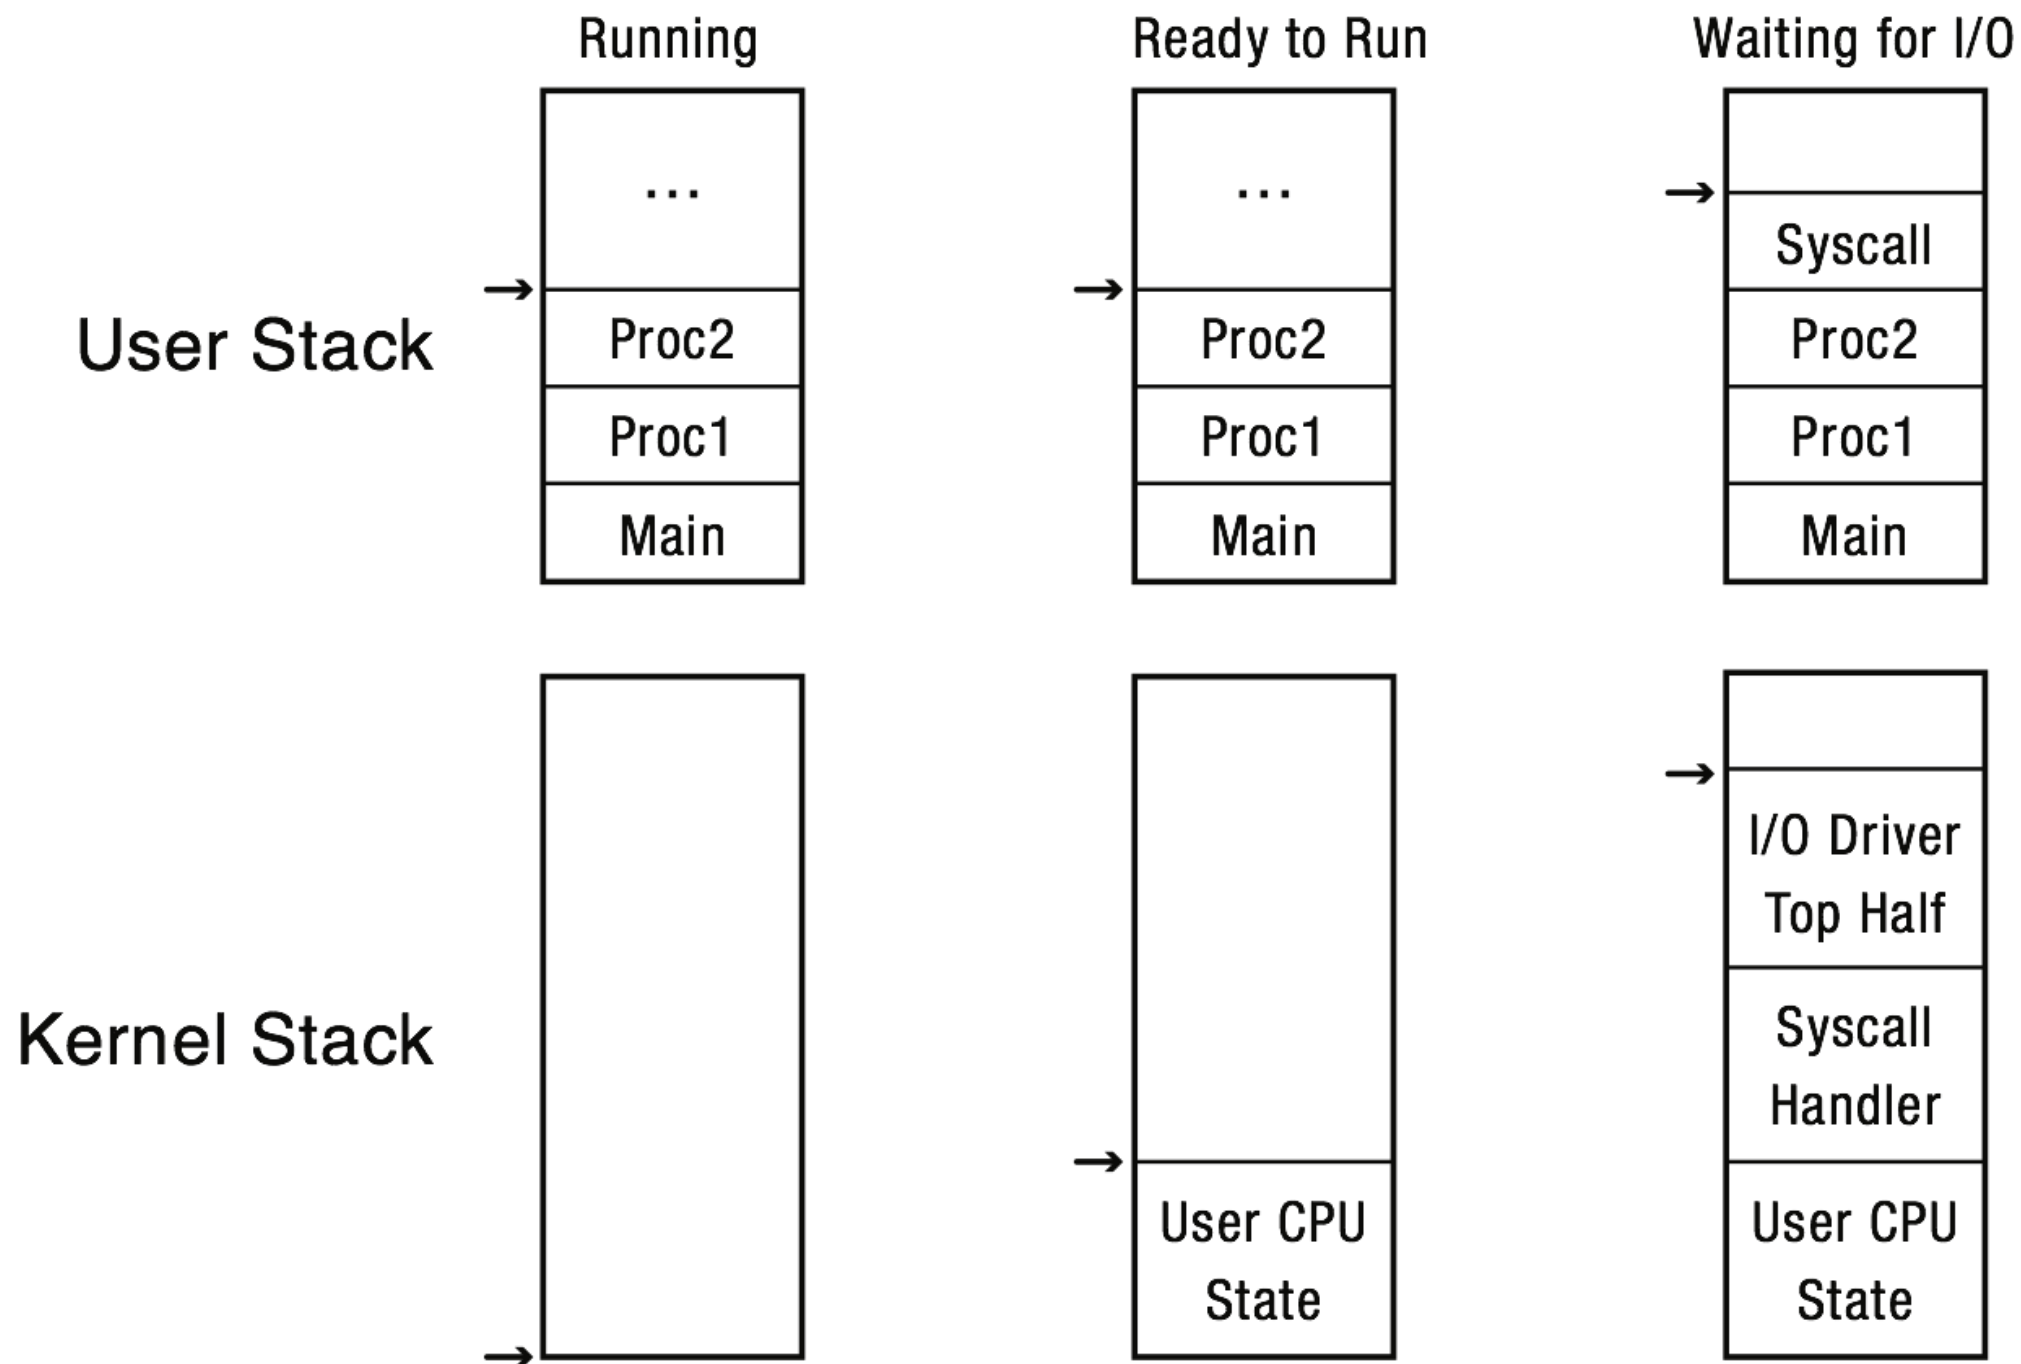 Running
Ready to Run
Waiting for I/O
User Stack
...
Proc2
Proc1
Main
...
Proc2
Proc1
Main
Syscall
Proc2
Proc1
Main
Kernel Stack
User CPU
State
I/O Driver
Top Half
Syscall
Handler
User CPU
State